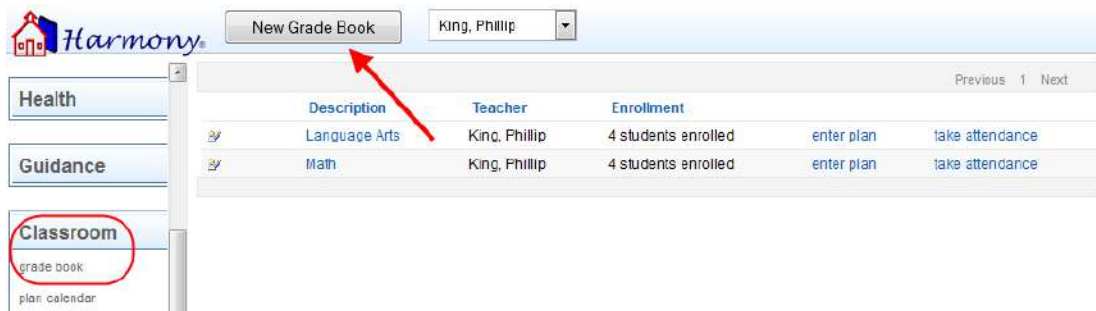 Harmony
New Grade Book
King, Phillip
Previous 1 Next
Health
Description Teacher Enrollment
Language Arts King, Phillip 4 students enrolled enter plan take attendance
Guidance
Math King, Phillip 4 students enrolled enter plan take attendance
Classroom
grade book
plan calendar